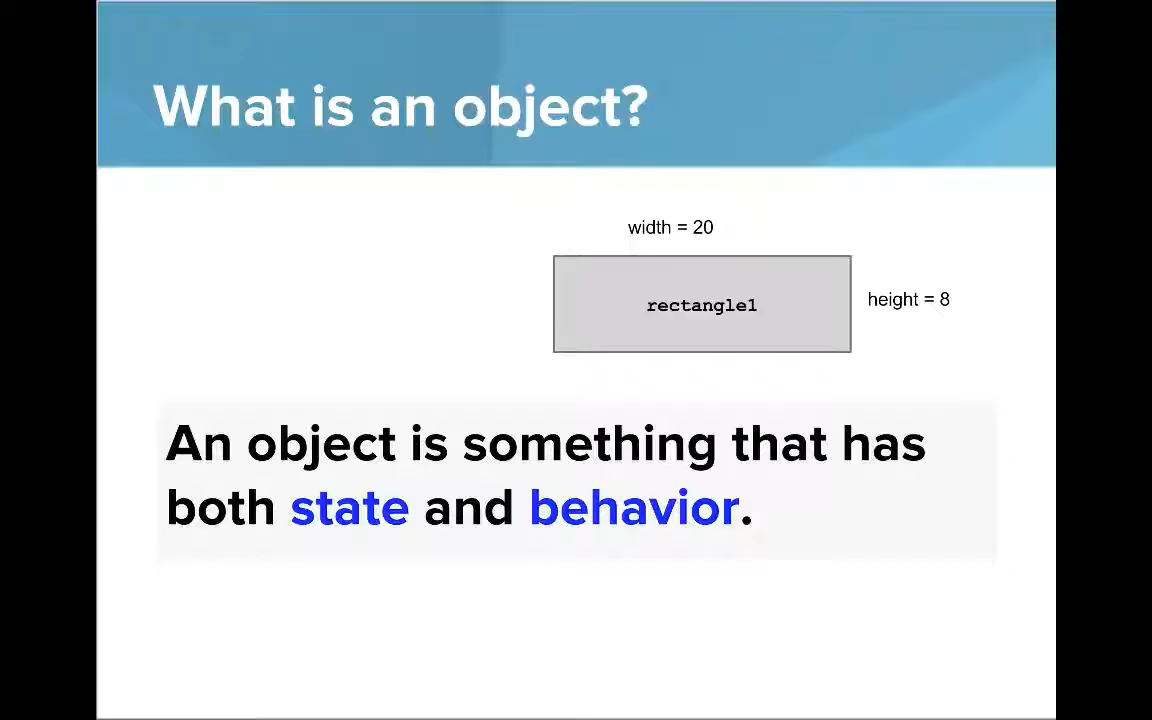 What is an object?
width = 20
rectangle1
height = 8
An object is something that has
both state and behavior.